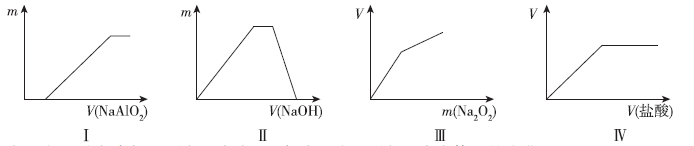 m
V(NaAlO₂)
Ⅰ
m
V(NaOH)
Ⅱ
V
m(Na₂O₂)
Ⅲ
V
V(盐酸)
Ⅳ